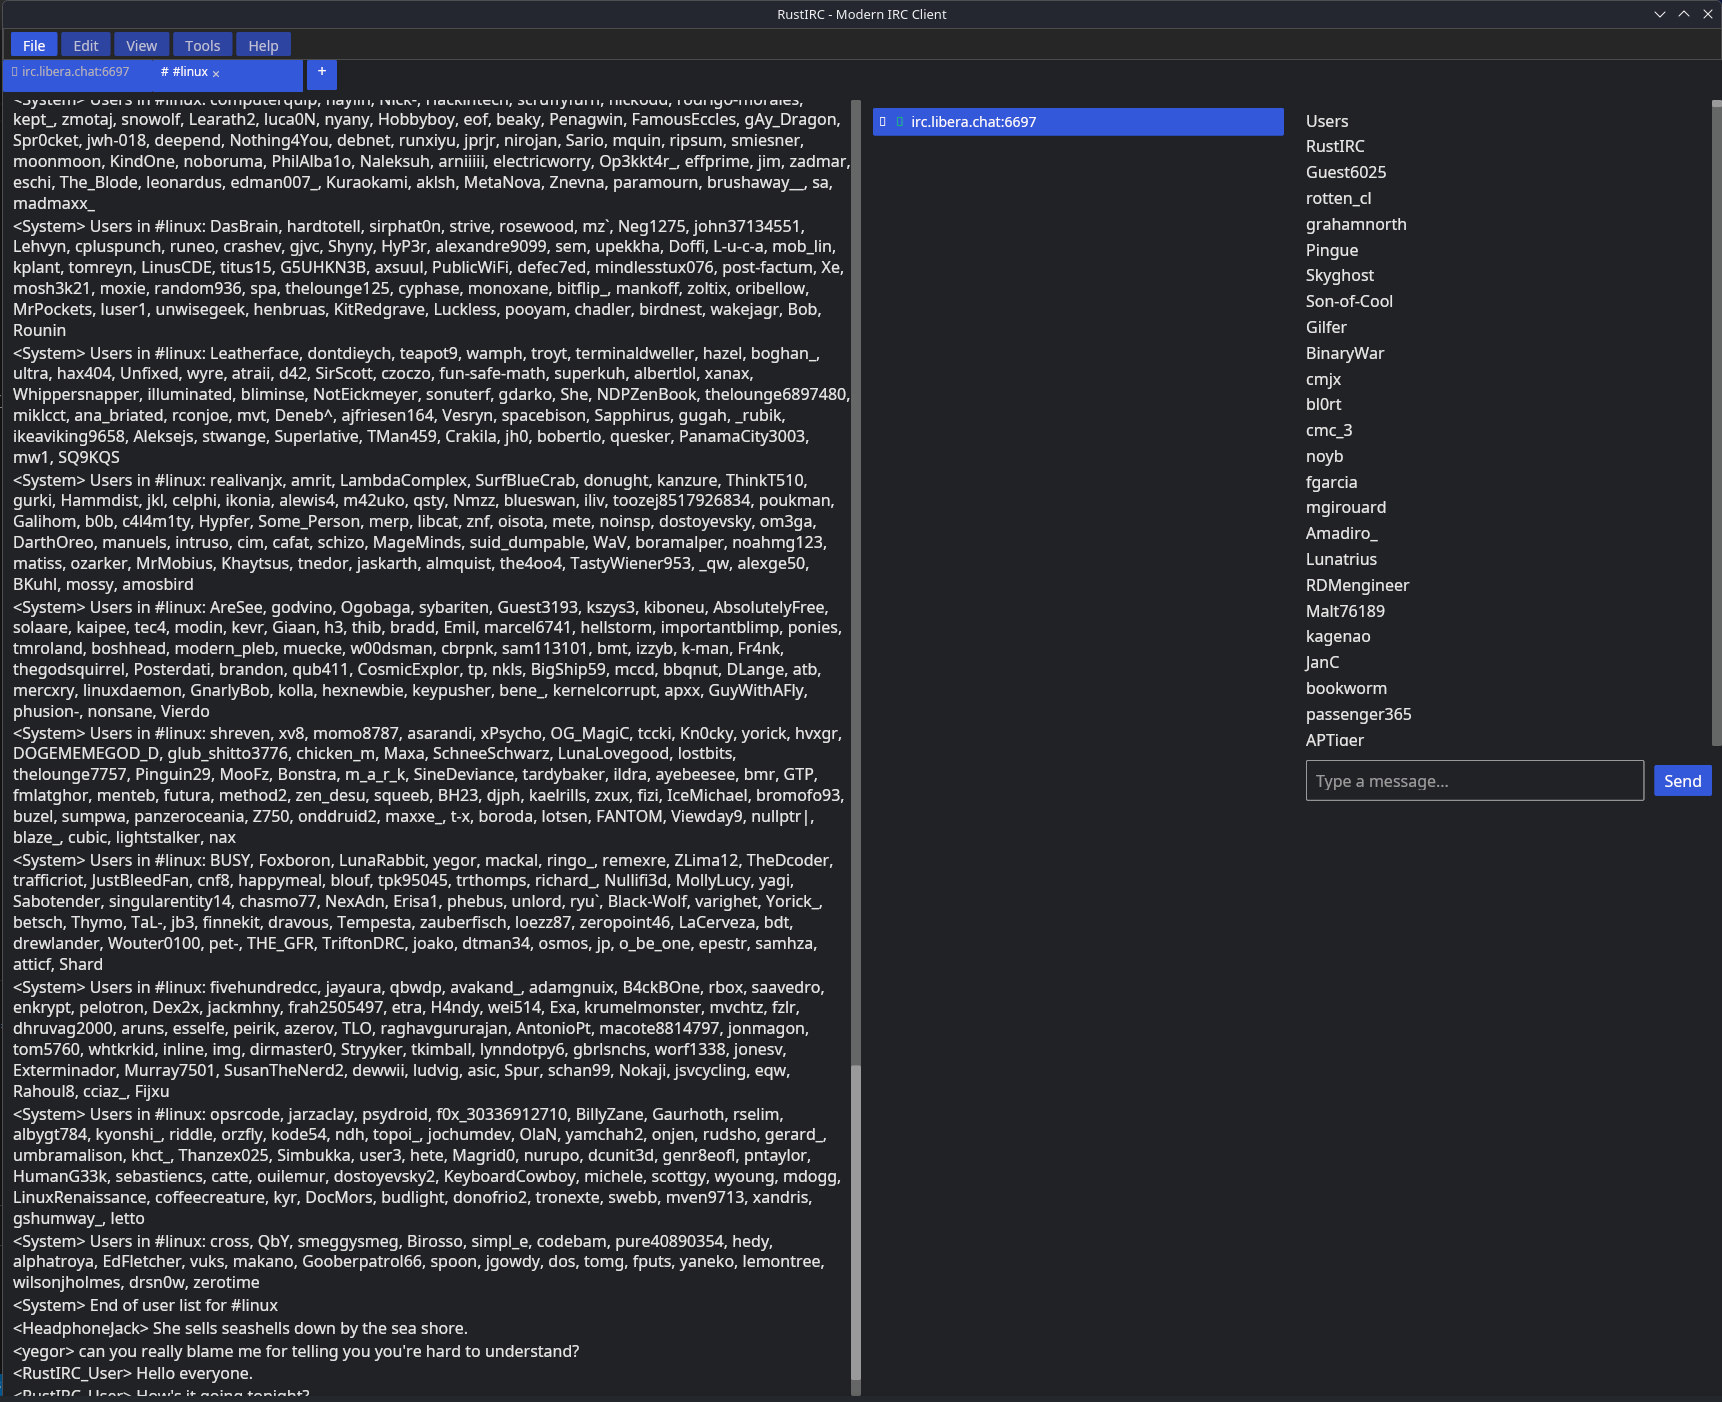 RustIRC - Modern IRC Client
File Edit View Tools Help
irc.libera.chat:6697 # #linux × +
<System> Users in #linux: computerquip, haylin, Nick-, Hackintech, scruffyfurn, nickodd, rodrigo-morales,
kept_, zmotaj, snowolf, Learath2, luca0N, nyany, Hobbyboy, eof, beaky, Penagwin, FamousEccles, gAy_Dragon,
Spr0cket, jwh-018, deepend, Nothing4You, debnet, runxiyu, jprjr, nirojan, Sario, mquin, ripsum, smiesner,
moonmoon, KindOne, noboruma, PhilAlba1o, Naleksuh, arniiiii, electricworry, Op3kkt4r_, effprime, jim, zadmar,
eschi, The_Blode, leonardus, edman007_, Kuraokami, aklsh, MetaNova, Znevna, paramourn, brushaway__, sa,
madmaxx_
<System> Users in #linux: DasBrain, hardtotell, sirphat0n, strive, rosewood, mz`, Neg1275, john37134551,
Lehvyn, cpluspunch, runeo, crashev, gjvc, Shyny, HyP3r, alexandre9099, sem, upekkha, Doffi, L-u-c-a, mob_lin,
kplant, tomreyn, LinusCDE, titus15, G5UHKN3B, axsuul, PublicWiFi, defec7ed, mindlesstux076, post-factum, Xe,
mosh3k21, moxie, random936, spa, thelounge125, cyphase, monoxane, bitflip_, mankoff, zoltix, oribellow,
MrPockets, luser1, unwisegeek, henbruas, KitRedgrave, Luckless, pooyam, chadler, birdnest, wakejagr, Bob,
Rounin
<System> Users in #linux: Leatherface, dontdieych, teapot9, wamph, troyt, terminaldweller, hazel, boghan_,
ultra, hax404, Unfixed, wyre, atraii, d42, SirScott, czoczo, fun-safe-math, superkuh, albertlol, xanax,
Whippersnapper, illuminated, bliminse, NotEickmeyer, sonuterf, gdarko, She, NDPZenBook, thelounge6897480,
miklcct, ana_briated, rconjoe, mvt, Deneb^, ajfriesen164, Vesryn, spacebison, Sapphirus, gugah, _rubik,
ikeaviking9658, Aleksejs, stwange, Superlative, TMan459, Crakila, jh0, bobertlo, quesker, PanamaCity3003,
mw1, SQ9KQS
<System> Users in #linux: realivanjx, amrit, LambdaComplex, SurfBlueCrab, donught, kanzure, ThinkT510,
gurki, Hammdist, jkl, celphi, ikonia, alewis4, m42uko, qsty, Nmzz, blueswan, iliv, toozej8517926834, poukman,
Galihom, b0b, c4l4m1ty, Hypfer, Some_Person, merp, libcat, znf, oisota, mete, noinsp, dostoyevsky, om3ga,
DarthOreo, manuels, intruso, cim, cafat, schizo, MageMinds, suid_dumpable, WaV, boramalper, noahmg123,
matiss, ozarker, MrMobius, Khaytsus, tnedor, jaskarth, almquist, the4oo4, TastyWiener953, _qw, alexge50,
BKuhl, mossy, amosbird
<System> Users in #linux: AreSee, godvino, Ogobaga, sybariten, Guest3193, kszys3, kiboneu, AbsolutelyFree,
solaare, kaipee, tec4, modin, kevr, Giaan, h3, thib, bradd, Emil, marcel6741, hellstorm, importantblimp, ponies,
tmroland, boshhead, modern_pleb, muecke, w00dsman, cbrpnk, sam113101, bmt, izzyb, k-man, Fr4nk,
thegodsquirrel, Posterdati, brandon, qub411, CosmicExplor, tp, nkls, BigShip59, mccd, bbqnut, DLange, atb,
mercxry, linuxdaemon, GnarlyBob, kolla, hexnewbie, keypusher, bene_, kernelcorrupt, apxx, GuyWithAFly,
phusion-, nonsane, Vierdo
<System> Users in #linux: shreven, xv8, momo8787, asarandi, xPsycho, OG_MagiC, tccki, Kn0cky, yorick, hvxgr,
DOGEMEMEGOD_D, glub_shitto3776, chicken_m, Maxa, SchneeSchwarz, LunaLovegood, lostbits,
thelounge7757, Pinguin29, MooFz, Bonstra, m_a_r_k, SineDeviance, tardybaker, ildra, ayebeesee, bmr, GTP,
fmlatghor, menteb, futura, method2, zen_desu, squeeb, BH23, djph, kaelrills, zxux, fizi, IceMichael, bromofo93,
buzel, sumpwa, panzeroceania, Z750, onddruid2, maxxe_, t-x, boroda, lotsen, FANTOM, Viewday9, nullptr|,
blaze_, cubic, lightstalker, nax
<System> Users in #linux: BUSY, Foxboron, LunaRabbit, yegor, mackal, ringo_, remexre, ZLima12, TheDcoder,
trafficriot, JustBleedFan, cnf8, happymeal, blouf, tpk95045, trthomps, richard_, Nullifi3d, MollyLucy, yagi,
Sabotender, singularentity14, chasmo77, NexAdn, Erisa1, phebus, unlord, ryu`, Black-Wolf, varighet, Yorick_,
betsch, Thymo, TaL-, jb3, finnekit, dravous, Tempesta, zauberfisch, loezz87, zeropoint46, LaCerveza, bdt,
drewlander, Wouter0100, pet-, THE_GFR, TriftonDRC, joako, dtman34, osmos, jp, o_be_one, epestr, samhza,
atticf, Shard
<System> Users in #linux: fivehundredcc, jayaura, qbwdp, avakand_, adamgnuix, B4ckBOne, rbox, saavedro,
enkrypt, pelotron, Dex2x, jackmhny, frah2505497, etra, H4ndy, wei514, Exa, krumelmonster, mvchtz, fzlr,
dhruvag2000, aruns, esselfe, peirik, azerov, TLO, raghavgururajan, AntonioPt, macote8814797, jonmagon,
tom5760, whtkrkid, inline, img, dirmaster0, Stryyker, tkimball, lynndotpy6, gbrlsnchs, worf1338, jonesv,
Exterminador, Murray7501, SusanTheNerd2, dewwii, ludvig, asic, Spur, schan99, Nokaji, jsvcycling, eqw,
Rahoul8, cciaz_, Fijxu
<System> Users in #linux: opsrcode, jarzaclay, psydroid, f0x_30336912710, BillyZane, Gaurhoth, rselim,
albygt784, kyonshi_, riddle, orzfly, kode54, ndh, topoi_, jochumdev, OlaN, yamchah2, onjen, rudsho, gerard_,
umbramalison, khct_, Thanzex025, Simbukka, user3, hete, Magrid0, nurupo, dcunit3d, genr8eofl, pntaylor,
HumanG33k, sebastiencs, catte, ouilemur, dostoyevsky2, KeyboardCowboy, michele, scottgy, wyoung, mdogg,
LinuxRenaissance, coffeecreature, kyr, DocMors, budlight, donofrio2, tronexte, swebb, mven9713, xandris,
gshumway_, letto
<System> Users in #linux: cross, QbY, smeggysmeg, Birosso, simpl_e, codebam, pure40890354, hedy,
alphatroya, EdFletcher, vuks, makano, Gooberpatrol66, spoon, jgowdy, dos, tomg, fputs, yaneko, lemontree,
wilsonjholmes, drsn0w, zerotime
<System> End of user list for #linux
<HeadphoneJack> She sells seashells down by the sea shore.
<yegor> can you really blame me for telling you you're hard to understand?
<RustIRC_User> Hello everyone.
<RustIRC_User> How's it going tonight?
irc.libera.chat:6697
Users
RustIRC
Guest6025
rotten_cl
grahamnorth
Pingue
Skyghost
Son-of-Cool
Gilfer
BinaryWar
cmjx
bl0rt
cmc_3
noyb
fgarcia
mgirouard
Amadiro_
Lunatrius
RDMengineer
Malt76189
kagenao
JanC
bookworm
passenger365
APTiger
Type a message...
Send